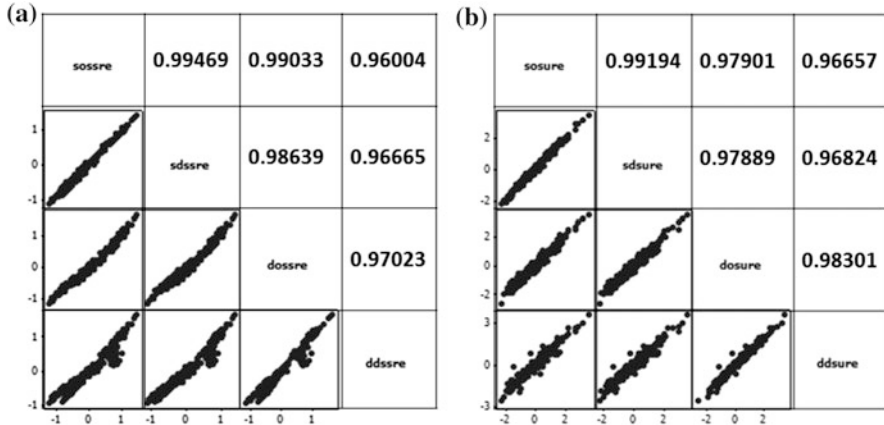 (a)
sossre 0.99469 0.99033 0.96004
1
0
-1
sdssre 0.98639 0.96665
1
0
-1
dossre 0.97023
1
0
-1
ddssre
-1 0 1 -1 0 1 -1 0 1
(b)
sosure 0.99194 0.97901 0.96657
2
0
-2
sdsure 0.97889 0.96824
2
0
-2
dosure 0.98301
3
0
-3
ddsure
-2 0 2 -2 0 2 -2 0 2